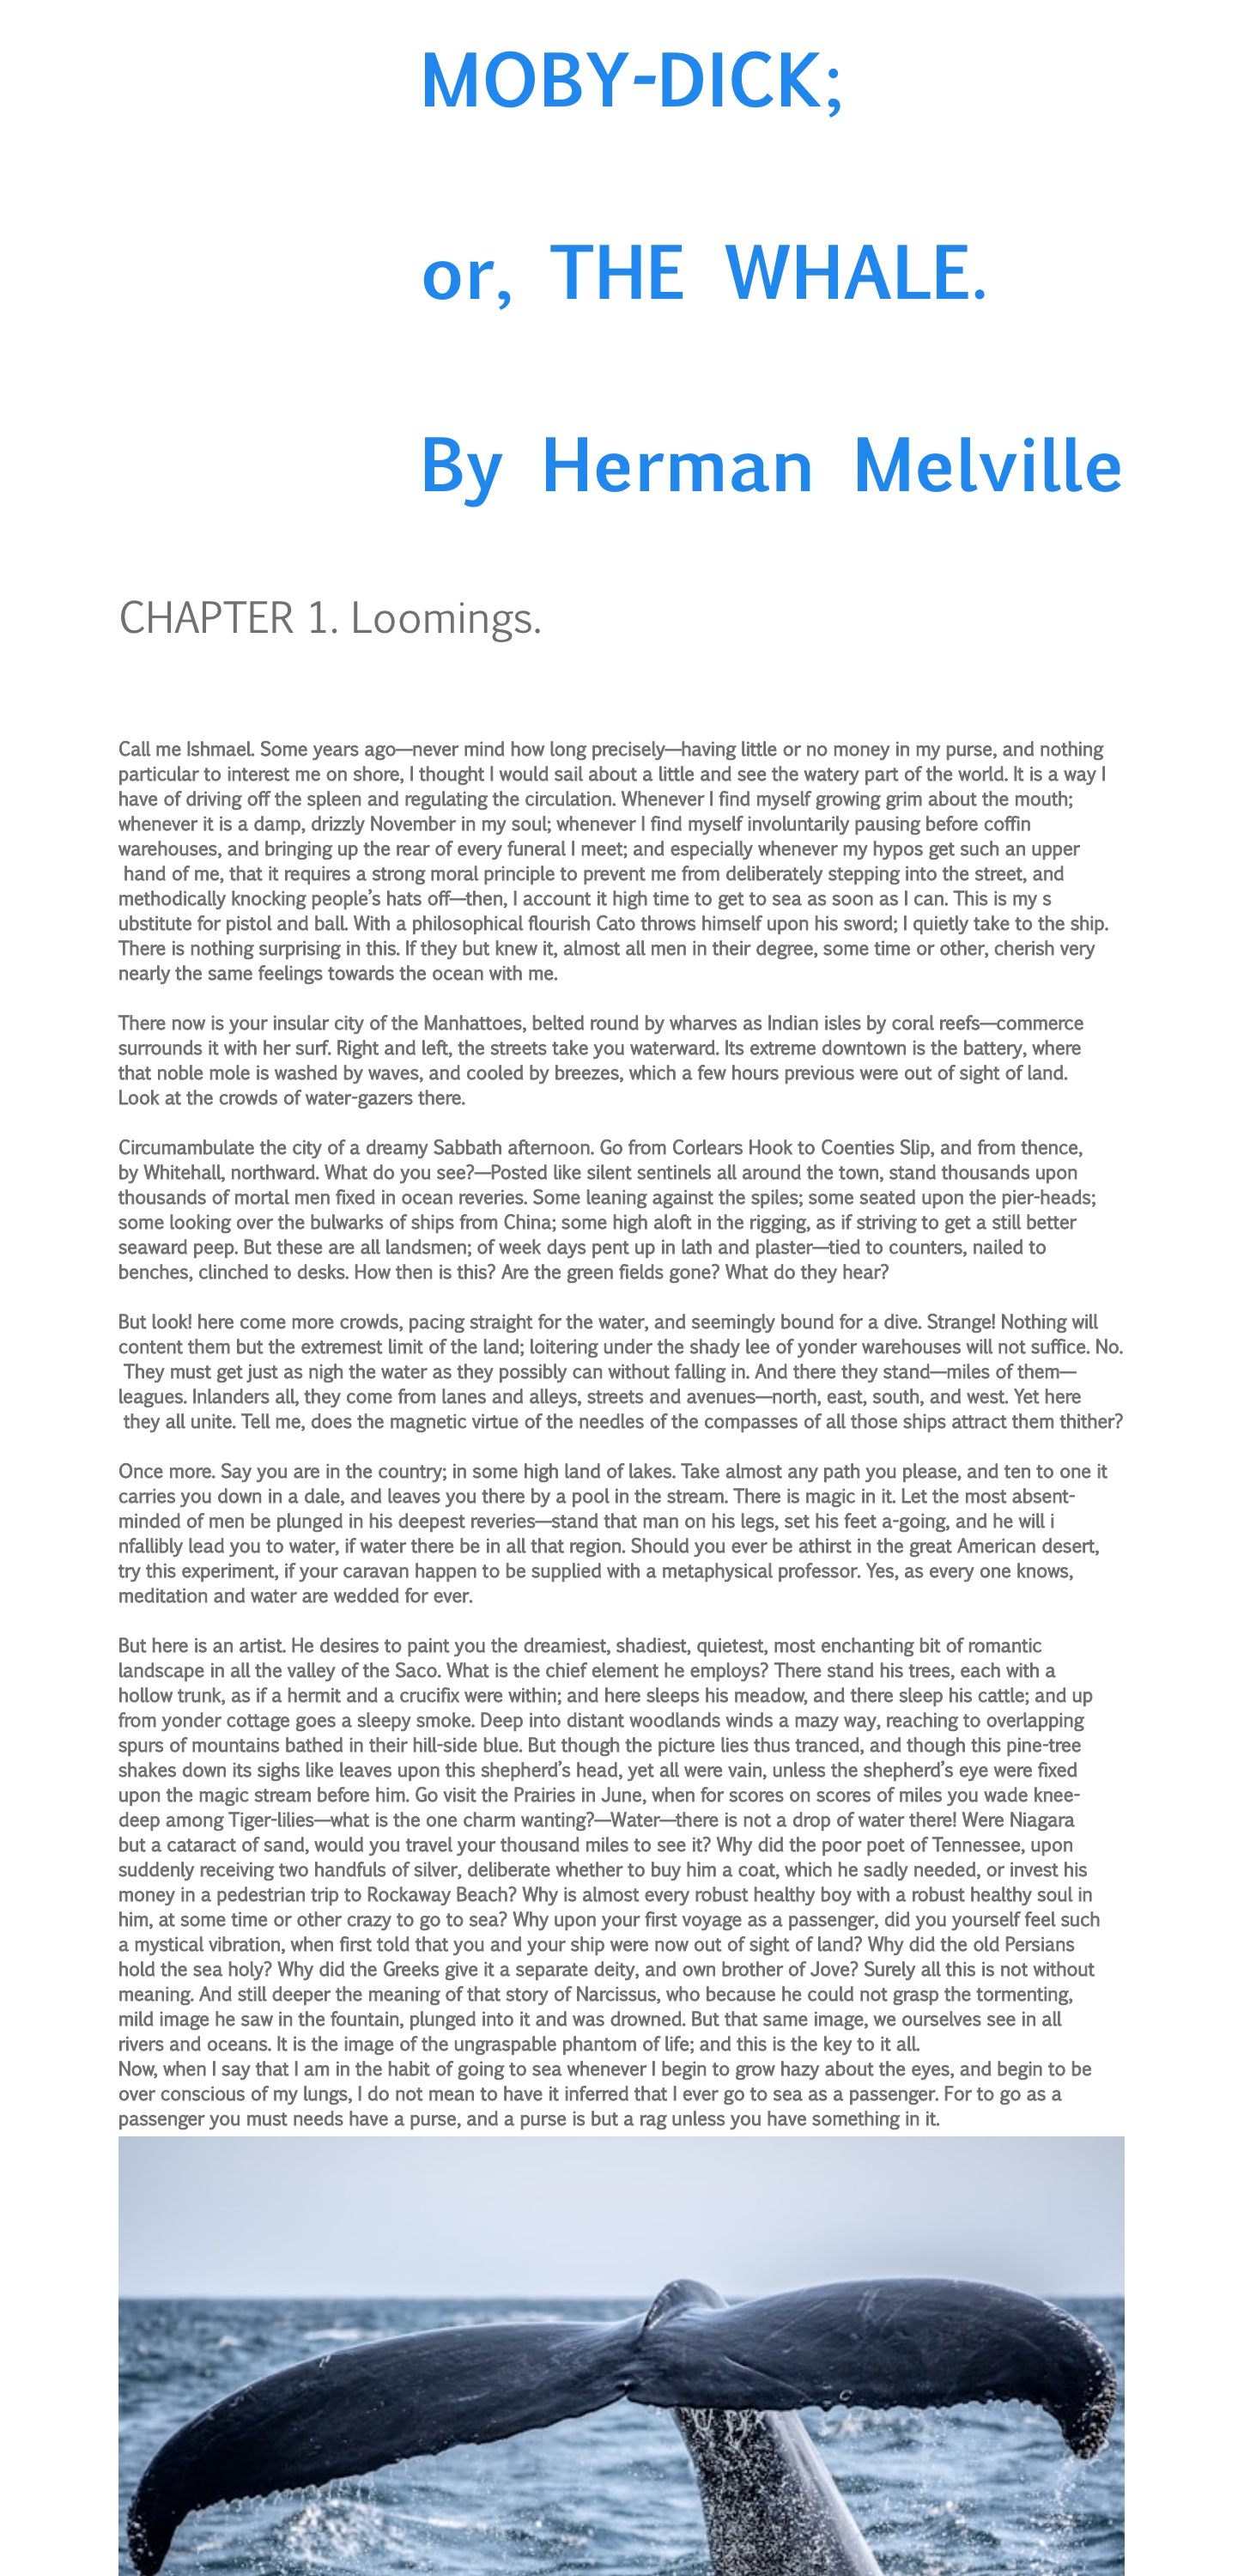 MOBY-DICK;
or, THE WHALE.
By Herman Melville
CHAPTER 1. Loomings.
Call me Ishmael. Some years ago—never mind how long precisely—having little or no money in my purse, and nothing
particular to interest me on shore, I thought I would sail about a little and see the watery part of the world. It is a way I
have of driving off the spleen and regulating the circulation. Whenever I find myself growing grim about the mouth;
whenever it is a damp, drizzly November in my soul; whenever I find myself involuntarily pausing before coffin
warehouses, and bringing up the rear of every funeral I meet; and especially whenever my hypos get such an upper
hand of me, that it requires a strong moral principle to prevent me from deliberately stepping into the street, and
methodically knocking people’s hats off—then, I account it high time to get to sea as soon as I can. This is my s
ubstitute for pistol and ball. With a philosophical flourish Cato throws himself upon his sword; I quietly take to the ship.
There is nothing surprising in this. If they but knew it, almost all men in their degree, some time or other, cherish very
nearly the same feelings towards the ocean with me.
There now is your insular city of the Manhattoes, belted round by wharves as Indian isles by coral reefs—commerce
surrounds it with her surf. Right and left, the streets take you waterward. Its extreme downtown is the battery, where
that noble mole is washed by waves, and cooled by breezes, which a few hours previous were out of sight of land.
Look at the crowds of water-gazers there.
Circumambulate the city of a dreamy Sabbath afternoon. Go from Corlears Hook to Coenties Slip, and from thence,
by Whitehall, northward. What do you see?—Posted like silent sentinels all around the town, stand thousands upon
thousands of mortal men fixed in ocean reveries. Some leaning against the spiles; some seated upon the pier-heads;
some looking over the bulwarks of ships from China; some high aloft in the rigging, as if striving to get a still better
seaward peep. But these are all landsmen; of week days pent up in lath and plaster—tied to counters, nailed to
benches, clinched to desks. How then is this? Are the green fields gone? What do they hear?
But look! here come more crowds, pacing straight for the water, and seemingly bound for a dive. Strange! Nothing will
content them but the extremest limit of the land; loitering under the shady lee of yonder warehouses will not suffice. No.
They must get just as nigh the water as they possibly can without falling in. And there they stand—miles of them—
leagues. Inlanders all, they come from lanes and alleys, streets and avenues—north, east, south, and west. Yet here
they all unite. Tell me, does the magnetic virtue of the needles of the compasses of all those ships attract them thither?
Once more. Say you are in the country; in some high land of lakes. Take almost any path you please, and ten to one it
carries you down in a dale, and leaves you there by a pool in the stream. There is magic in it. Let the most absent-
minded of men be plunged in his deepest reveries—stand that man on his legs, set his feet a-going, and he will i
nfallibly lead you to water, if water there be in all that region. Should you ever be athirst in the great American desert,
try this experiment, if your caravan happen to be supplied with a metaphysical professor. Yes, as every one knows,
meditation and water are wedded for ever.
But here is an artist. He desires to paint you the dreamiest, shadiest, quietest, most enchanting bit of romantic
landscape in all the valley of the Saco. What is the chief element he employs? There stand his trees, each with a
hollow trunk, as if a hermit and a crucifix were within; and here sleeps his meadow, and there sleep his cattle; and up
from yonder cottage goes a sleepy smoke. Deep into distant woodlands winds a mazy way, reaching to overlapping
spurs of mountains bathed in their hill-side blue. But though the picture lies thus tranced, and though this pine-tree
shakes down its sighs like leaves upon this shepherd’s head, yet all were vain, unless the shepherd’s eye were fixed
upon the magic stream before him. Go visit the Prairies in June, when for scores on scores of miles you wade knee-
deep among Tiger-lilies—what is the one charm wanting?—Water—there is not a drop of water there! Were Niagara
but a cataract of sand, would you travel your thousand miles to see it? Why did the poor poet of Tennessee, upon
suddenly receiving two handfuls of silver, deliberate whether to buy him a coat, which he sadly needed, or invest his
money in a pedestrian trip to Rockaway Beach? Why is almost every robust healthy boy with a robust healthy soul in
him, at some time or other crazy to go to sea? Why upon your first voyage as a passenger, did you yourself feel such
a mystical vibration, when first told that you and your ship were now out of sight of land? Why did the old Persians
hold the sea holy? Why did the Greeks give it a separate deity, and own brother of Jove? Surely all this is not without
meaning. And still deeper the meaning of that story of Narcissus, who because he could not grasp the tormenting,
mild image he saw in the fountain, plunged into it and was drowned. But that same image, we ourselves see in all
rivers and oceans. It is the image of the ungraspable phantom of life; and this is the key to it all.
Now, when I say that I am in the habit of going to sea whenever I begin to grow hazy about the eyes, and begin to be
over conscious of my lungs, I do not mean to have it inferred that I ever go to sea as a passenger. For to go as a
passenger you must needs have a purse, and a purse is but a rag unless you have something in it.